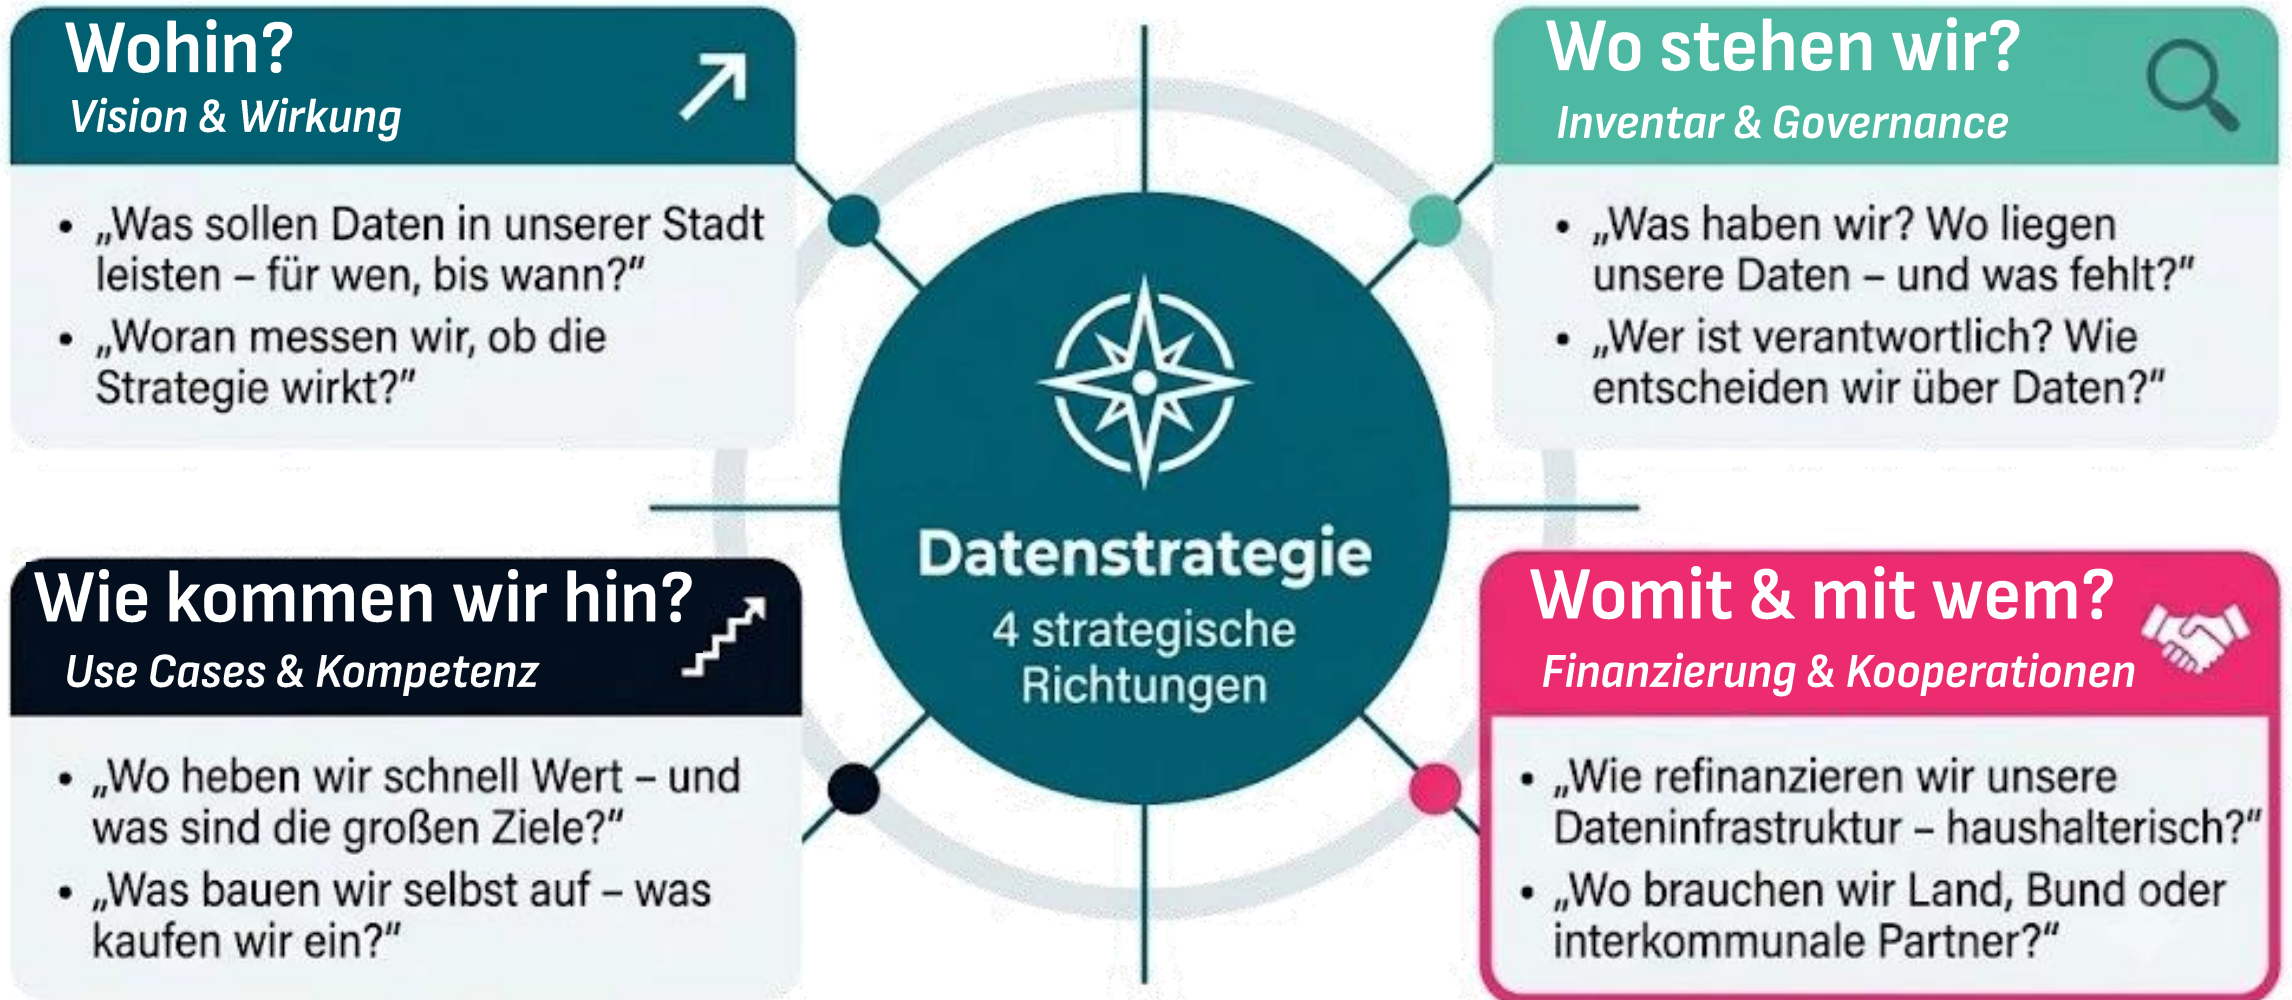 Wohin?
Vision & Wirkung
• „Was sollen Daten in unserer Stadt
leisten – für wen, bis wann?"
• „Woran messen wir, ob die
Strategie wirkt?"
Wo stehen wir?
Inventar & Governance
• „Was haben wir? Wo liegen
unsere Daten – und was fehlt?"
• „Wer ist verantwortlich? Wie
entscheiden wir über Daten?"
Datenstrategie
4 strategische
Richtungen
Wie kommen wir hin?
Use Cases & Kompetenz
• „Wo heben wir schnell Wert – und
was sind die großen Ziele?"
• „Was bauen wir selbst auf – was
kaufen wir ein?"
Womit & mit wem?
Finanzierung & Kooperationen
• „Wie refinanzieren wir unsere
Dateninfrastruktur – haushalterisch?"
• „Wo brauchen wir Land, Bund oder
interkommunale Partner?"